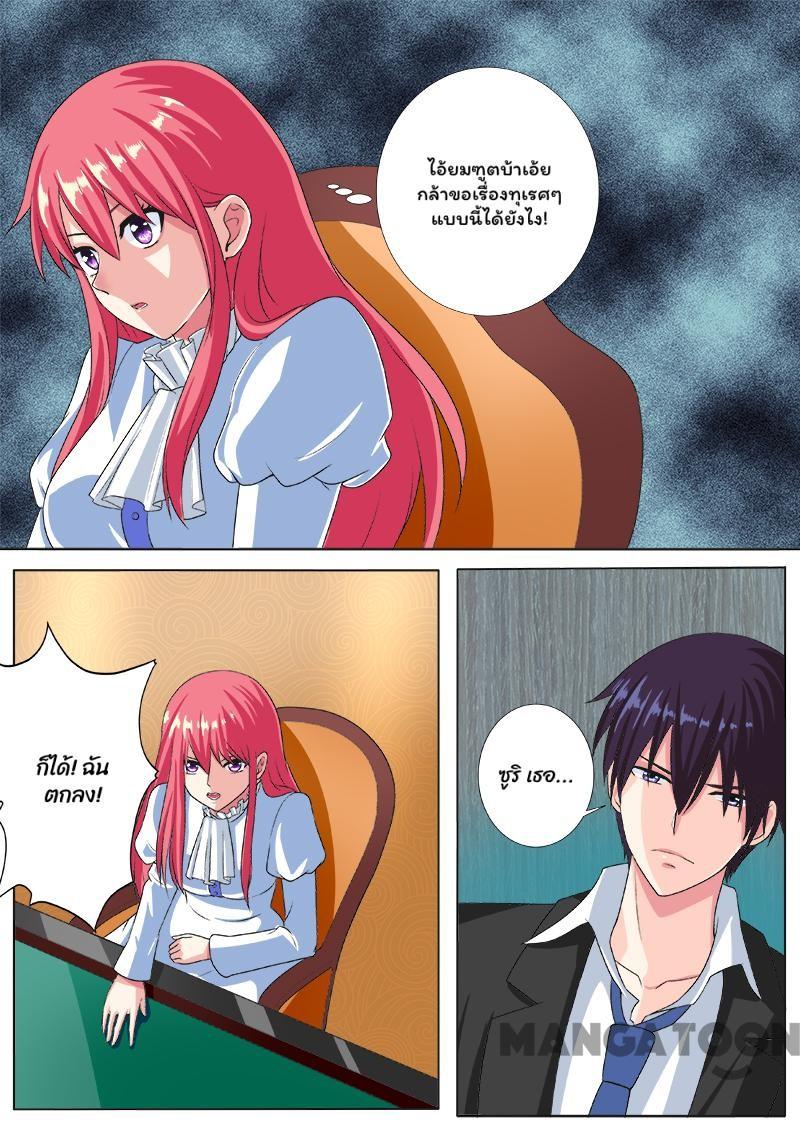 ไอ้ยมฑูตบ้าเอ้ย
กล้าขอเรื่องทุเรศๆ
แบบนี้ได้ยังไง!
ก็ได้! ฉัน
ตกลง!
ซูริ เธอ...
MANGATOON